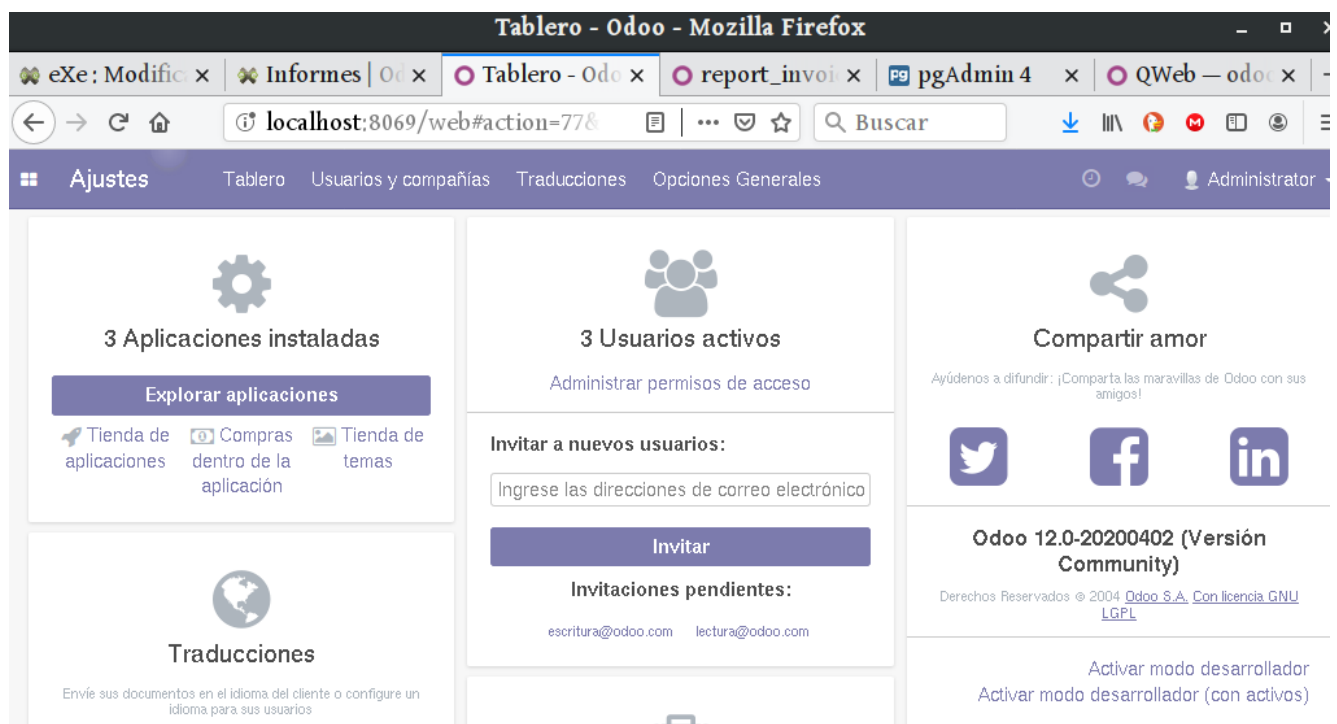 Tablero - Odoo - Mozilla Firefox
eXe : Modific
Informes | Od
Tablero - Odo
report_invoi
pgAdmin 4
QWeb — odoo
localhost:8069/web#action=77&
Buscar
Ajustes
Tablero
Usuarios y compañías
Traducciones
Opciones Generales
Administrator
3 Aplicaciones instaladas
Explorar aplicaciones
Tienda de
aplicaciones
Compras
dentro de la
aplicación
Tienda de
temas
Traducciones
Envíe sus documentos en el idioma del cliente o configure un
idioma para sus usuarios
3 Usuarios activos
Administrar permisos de acceso
Invitar a nuevos usuarios:
Ingrese las direcciones de correo electrónico
Invitar
Invitaciones pendientes:
escritura@odoo.com lectura@odoo.com
Compartir amor
Ayúdenos a difundir: ¡Comparta las maravillas de Odoo con sus
amigos!
Odoo 12.0-20200402 (Versión
Community)
Derechos Reservados © 2004 Odoo S.A. Con licencia GNU
LGPL
Activar modo desarrollador
Activar modo desarrollador (con activos)